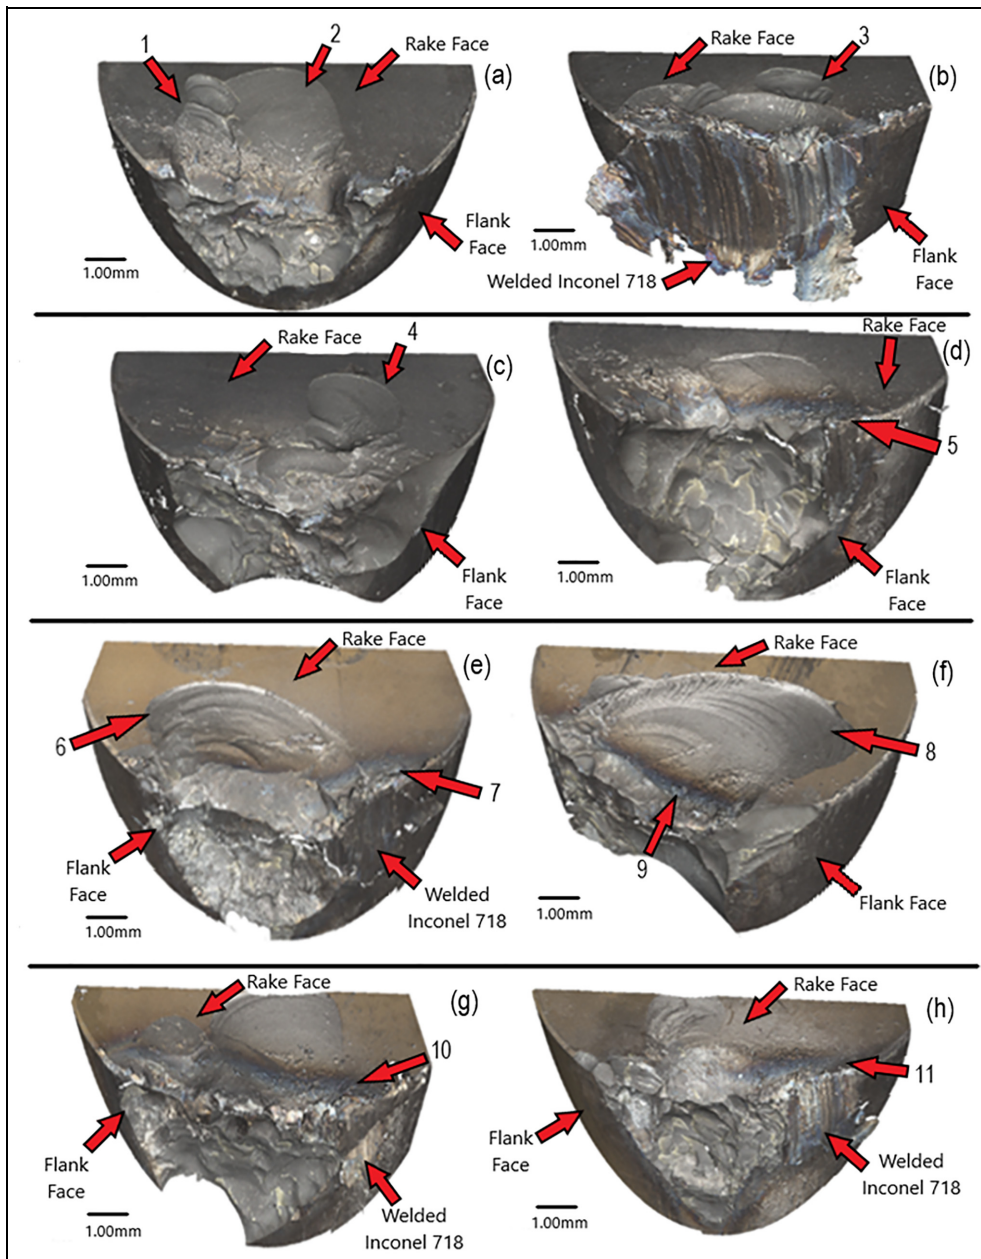 1
2
Rake Face
(a)
Flank
Face
1.00mm
Rake Face
3
(b)
1.00mm
Welded Inconel 718
Flank
Face
Rake Face
4
(c)
1.00mm
Flank
Face
Rake Face
(d)
5
1.00mm
Flank
Face
Rake Face
(e)
6
7
Flank
Face
1.00mm
Welded
Inconel 718
Rake Face
(f)
8
9
1.00mm
Flank Face
Rake Face
(g)
10
Flank
Face
1.00mm
Welded
Inconel 718
Rake Face
(h)
11
Flank
Face
1.00mm
Welded
Inconel 718